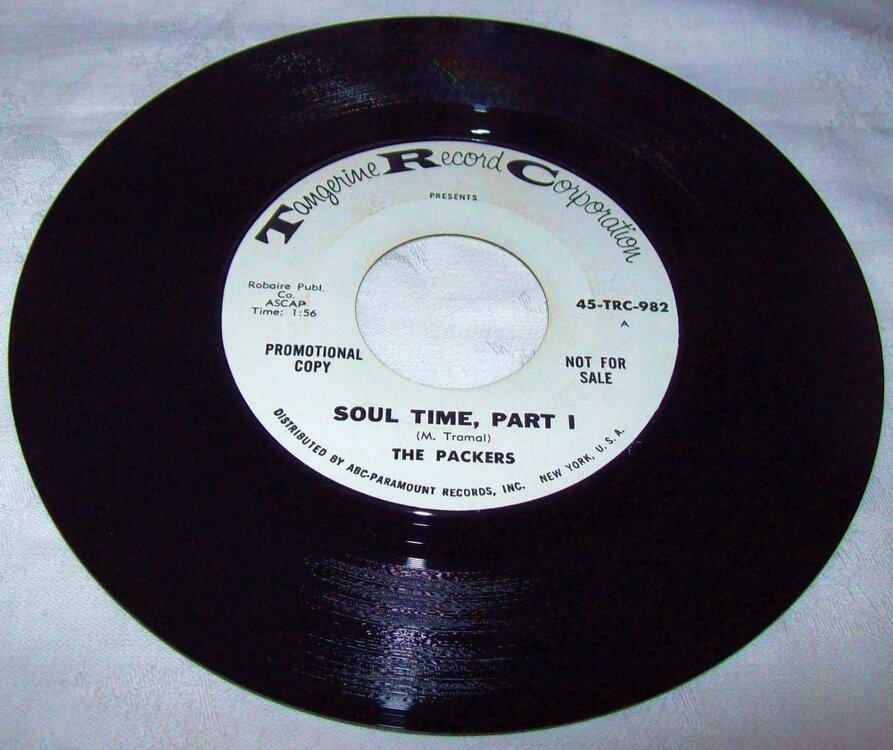 Tangerine Record Corporation
PRESENTS
Robaire Publ.
Co.
ASCAP
Time: 1:56
45-TRC-982
A
PROMOTIONAL
COPY
NOT FOR
SALE
SOUL TIME, PART I
(M. Tramal)
THE PACKERS
DISTRIBUTED BY ABC-PARAMOUNT RECORDS, INC. NEW YORK, U. S. A.